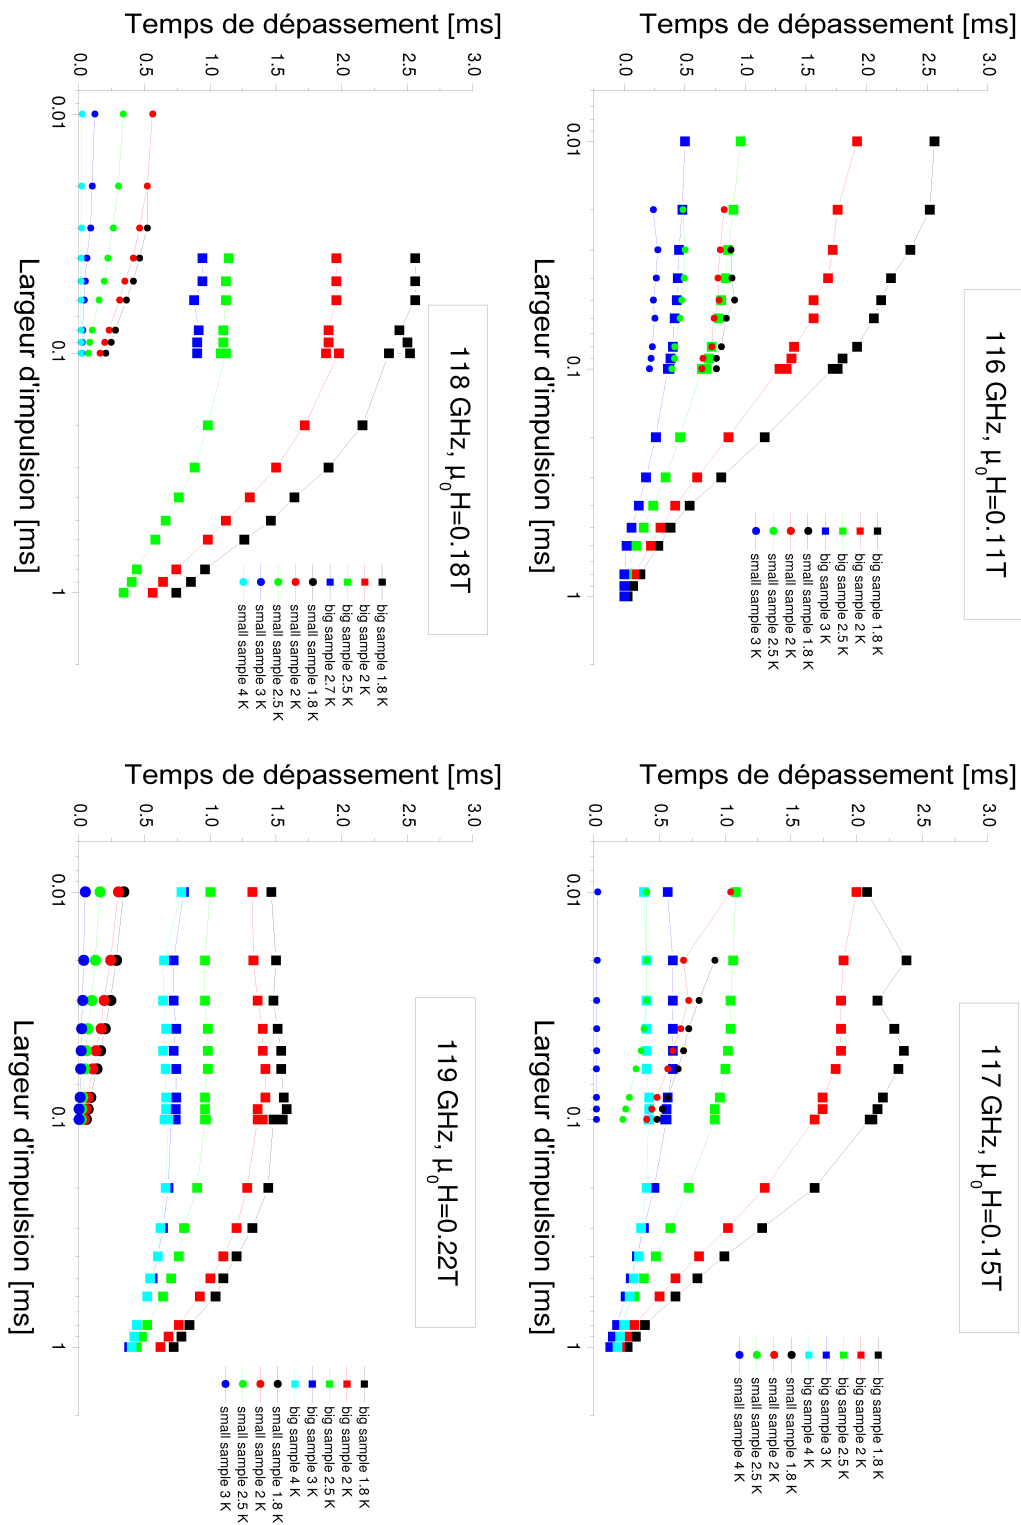 116 GHz, μ0H=0.11T
Temps de dépassement [ms]
3.0
2.5
2.0
1.5
1.0
0.5
0.0
big sample 1.8 K
big sample 2 K
big sample 2.5 K
big sample 3 K
small sample 1.8 K
small sample 2 K
small sample 2.5 K
small sample 3 K
0.01
0.1
1
Largeur d'impulsion [ms]
117 GHz, μ0H=0.15T
Temps de dépassement [ms]
3.0
2.5
2.0
1.5
1.0
0.5
0.0
big sample 1.8 K
big sample 2 K
big sample 2.5 K
big sample 3 K
big sample 4 K
small sample 1.8 K
small sample 2 K
small sample 2.5 K
small sample 4 K
0.01
0.1
1
Largeur d'impulsion [ms]
118 GHz, μ0H=0.18T
Temps de dépassement [ms]
3.0
2.5
2.0
1.5
1.0
0.5
0.0
big sample 1.8 K
big sample 2 K
big sample 2.5 K
big sample 2.7 K
small sample 1.8 K
small sample 2 K
small sample 2.5 K
small sample 3 K
small sample 4 K
0.01
0.1
1
Largeur d'impulsion [ms]
119 GHz, μ0H=0.22T
Temps de dépassement [ms]
3.0
2.5
2.0
1.5
1.0
0.5
0.0
big sample 1.8 K
big sample 2 K
big sample 2.5 K
big sample 3 K
big sample 4 K
small sample 1.8 K
small sample 2 K
small sample 2.5 K
small sample 3 K
0.01
0.1
1
Largeur d'impulsion [ms]